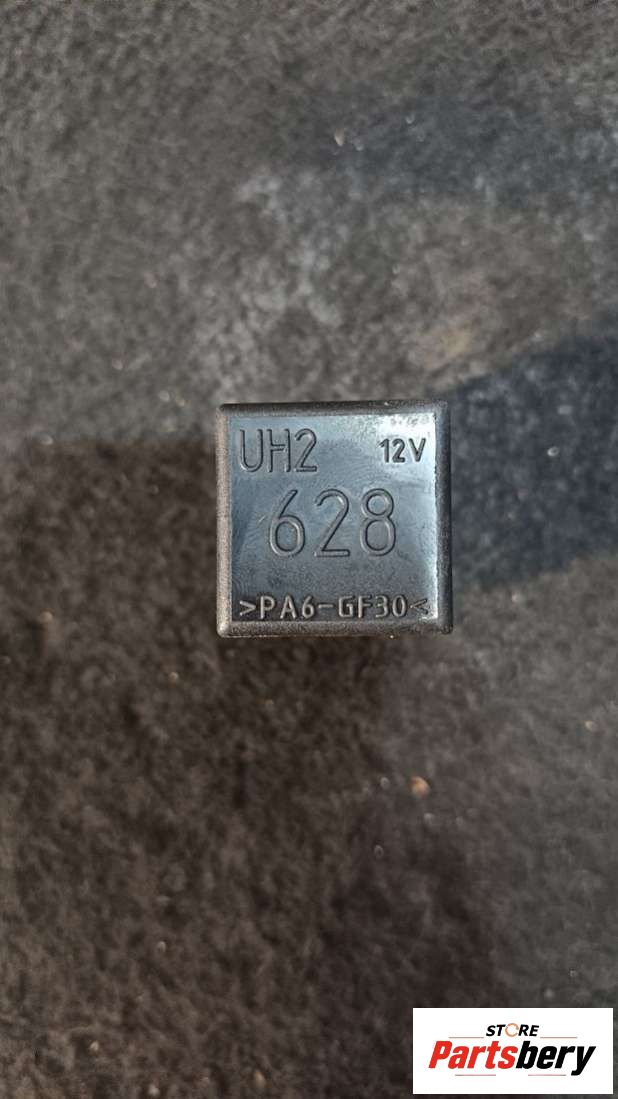 UH2 12V
628
>PA6-GF30<
STORE
Partsbery